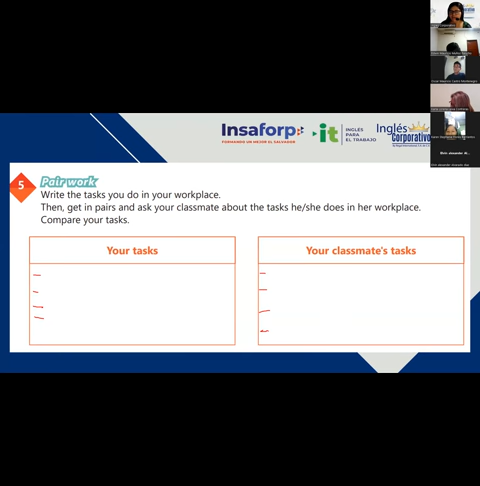 Insaforp
FORMANDO UN MEJOR EL SALVADOR
it
INGLÉS
PARA
EL TRABAJO
Inglés
Corporativo
5
Pair work
Write the tasks you do in your workplace.
Then, get in pairs and ask your classmate about the tasks he/she does in her workplace.
Compare your tasks.
Your tasks
Your classmate's tasks